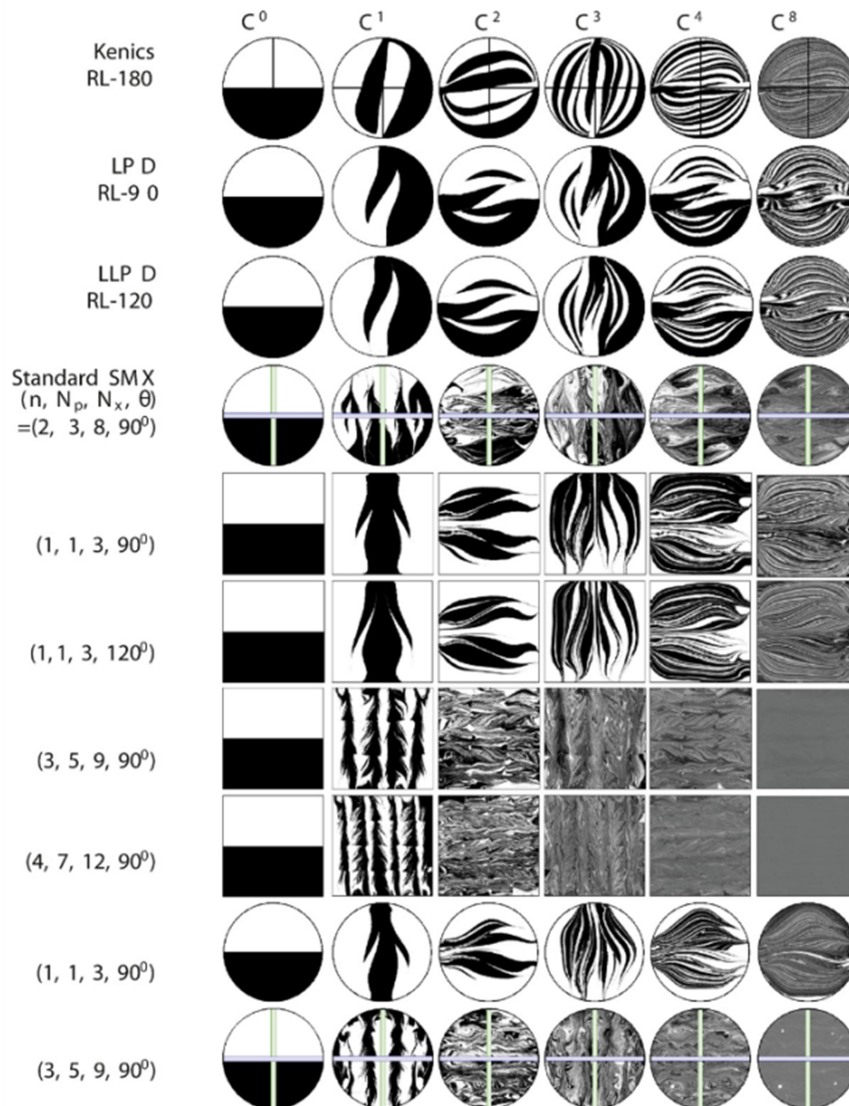 C⁰ C¹ C² C³ C⁴ C⁸
Kenics
RL-180
LP D
RL-9 0
LLP D
RL-120
Standard SM X
(n, Nₚ, Nₓ, θ)
=(2, 3, 8, 90⁰)
(1, 1, 3, 90⁰)
(1, 1, 3, 120⁰)
(3, 5, 9, 90⁰)
(4, 7, 12, 90⁰)
(1, 1, 3, 90⁰)
(3, 5, 9, 90⁰)